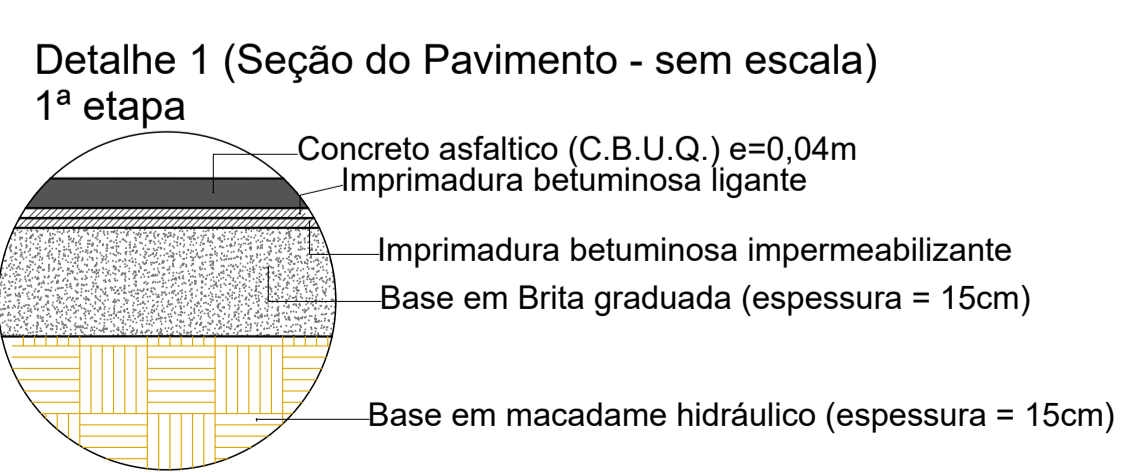 Detalhe 1 (Seção do Pavimento - sem escala)
1ª etapa
Concreto asfaltico (C.B.U.Q.) e=0,04m
Imprimadura betuminosa ligante
Imprimadura betuminosa impermeabilizante
Base em Brita graduada (espessura = 15cm)
Base em macadame hidráulico (espessura = 15cm)